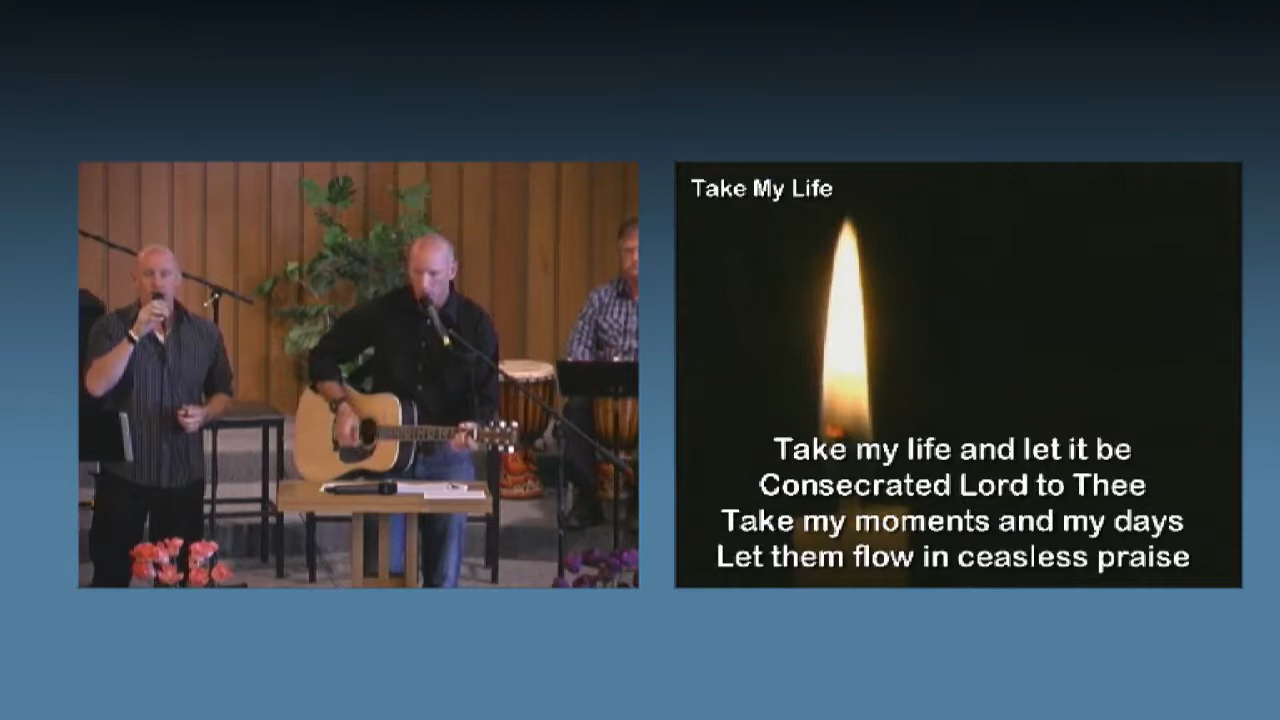 Take My Life
Take my life and let it be
Consecrated Lord to Thee
Take my moments and my days
Let them flow in ceaseless praise